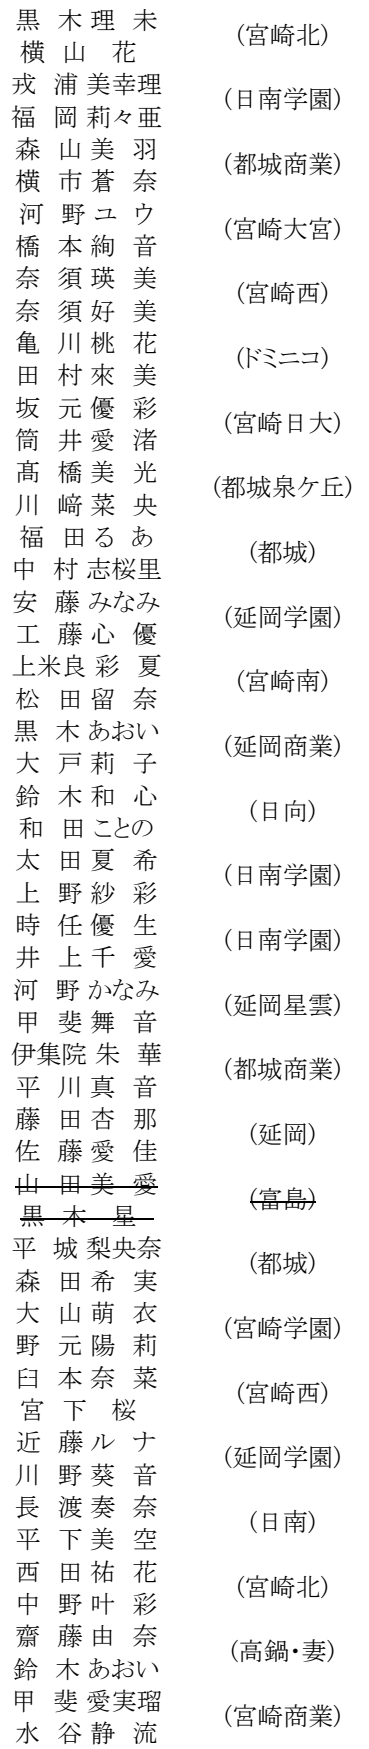 黒 木 理 未
(宮崎北)
横 山 花
戎 浦 美幸理
(日南学園)
福 岡 莉々亜
森 山 美 羽
(都城商業)
横 市 蒼 奈
河 野 ユ ウ
(宮崎大宮)
橋 本 絢 音
奈 須 瑛 美
(宮崎西)
奈 須 好 美
亀 川 桃 花
(ドミニコ)
田 村 來 美
坂 元 優 彩
(宮崎日大)
筒 井 愛 渚
髙 橋 美 光
(都城泉ケ丘)
川 﨑 菜 央
福 田 る あ
(都城)
中 村 志桜里
安 藤 みなみ
(延岡学園)
工 藤 心 優
上米良 彩 夏
(宮崎南)
松 田 留 奈
黒 木 あおい
(延岡商業)
大 戸 莉 子
鈴 木 和 心
(日向)
和 田 ことの
太 田 夏 希
(日南学園)
上 野 紗 彩
時 任 優 生
(日南学園)
井 上 千 愛
河 野 かなみ
(延岡星雲)
甲 斐 舞 音
伊集院 朱 華
(都城商業)
平 川 真 音
藤 田 杏 那
(延岡)
佐 藤 愛 佳
山 田 美 愛
(富島)
黒 木 星
平 城 梨央奈
(都城)
森 田 希 実
大 山 萌 衣
(宮崎学園)
野 元 陽 莉
臼 本 奈 菜
(宮崎西)
宮 下 桜
近 藤 ル ナ
(延岡学園)
川 野 葵 音
長 渡 奏 奈
(日南)
平 下 美 空
西 田 祐 花
(宮崎北)
中 野 叶 彩
齋 藤 由 奈
(高鍋・妻)
鈴 木 あおい
甲 斐 愛実瑠
(宮崎商業)
水 谷 静 流